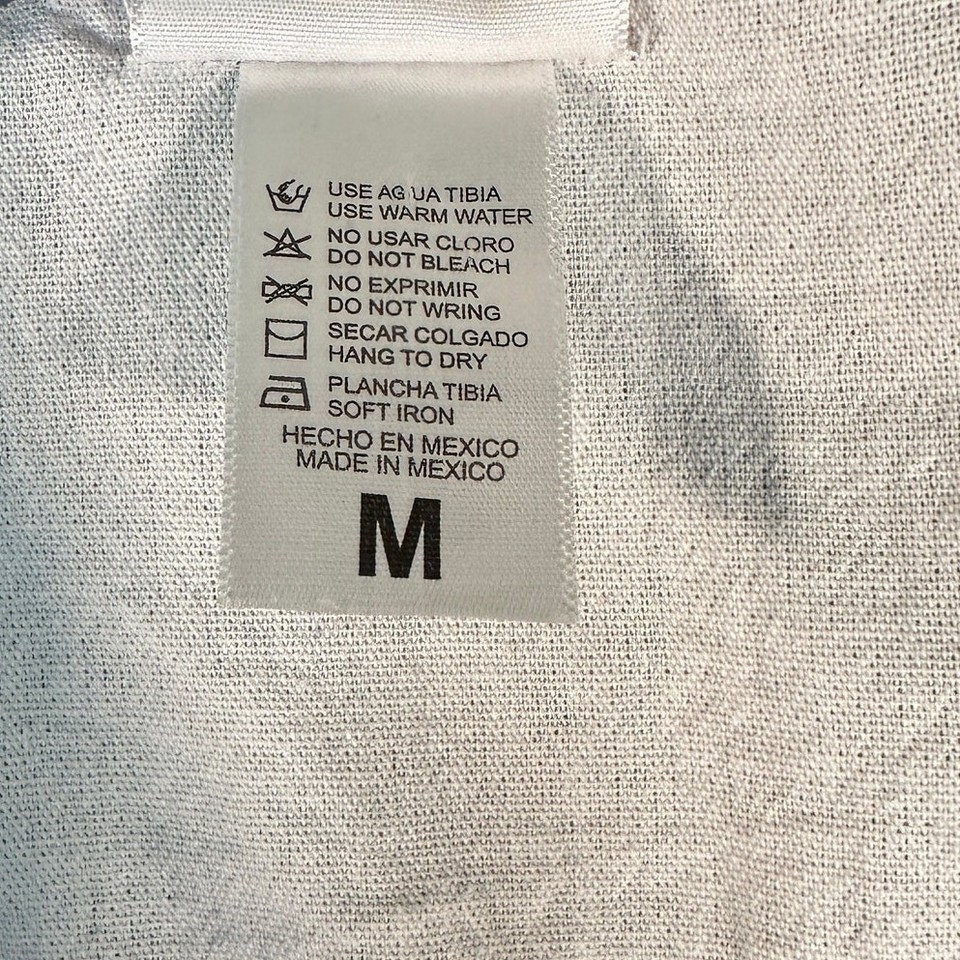 USE AGUA TIBIA
USE WARM WATER
NO USAR CLORO
DO NOT BLEACH
NO EXPRIMIR
DO NOT WRING
SECAR COLGADO
HANG TO DRY
PLANCHA TIBIA
SOFT IRON
HECHO EN MEXICO
MADE IN MEXICO
M